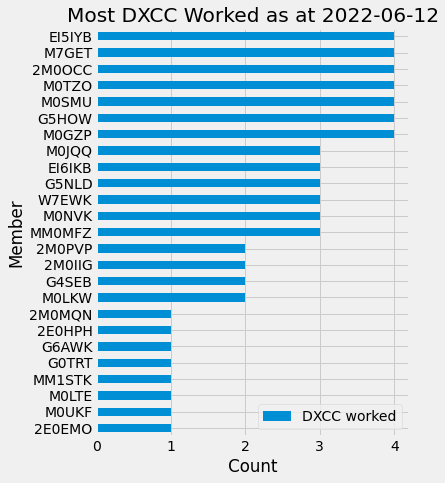 Most DXCC Worked as at 2022-06-12
EI5IYB
M7GET
2M0OCC
M0TZO
M0SMU
G5HOW
M0GZP
M0JQQ
EI6IKB
G5NLD
W7EWK
M0NVK
MM0MFZ
2M0PVP
2M0IIG
G4SEB
M0LKW
2M0MQN
2E0HPH
G6AWK
G0TRT
MM1STK
M0LTE
M0UKF
2E0EMO
Member
DXCC worked
0 1 2 3 4
Count